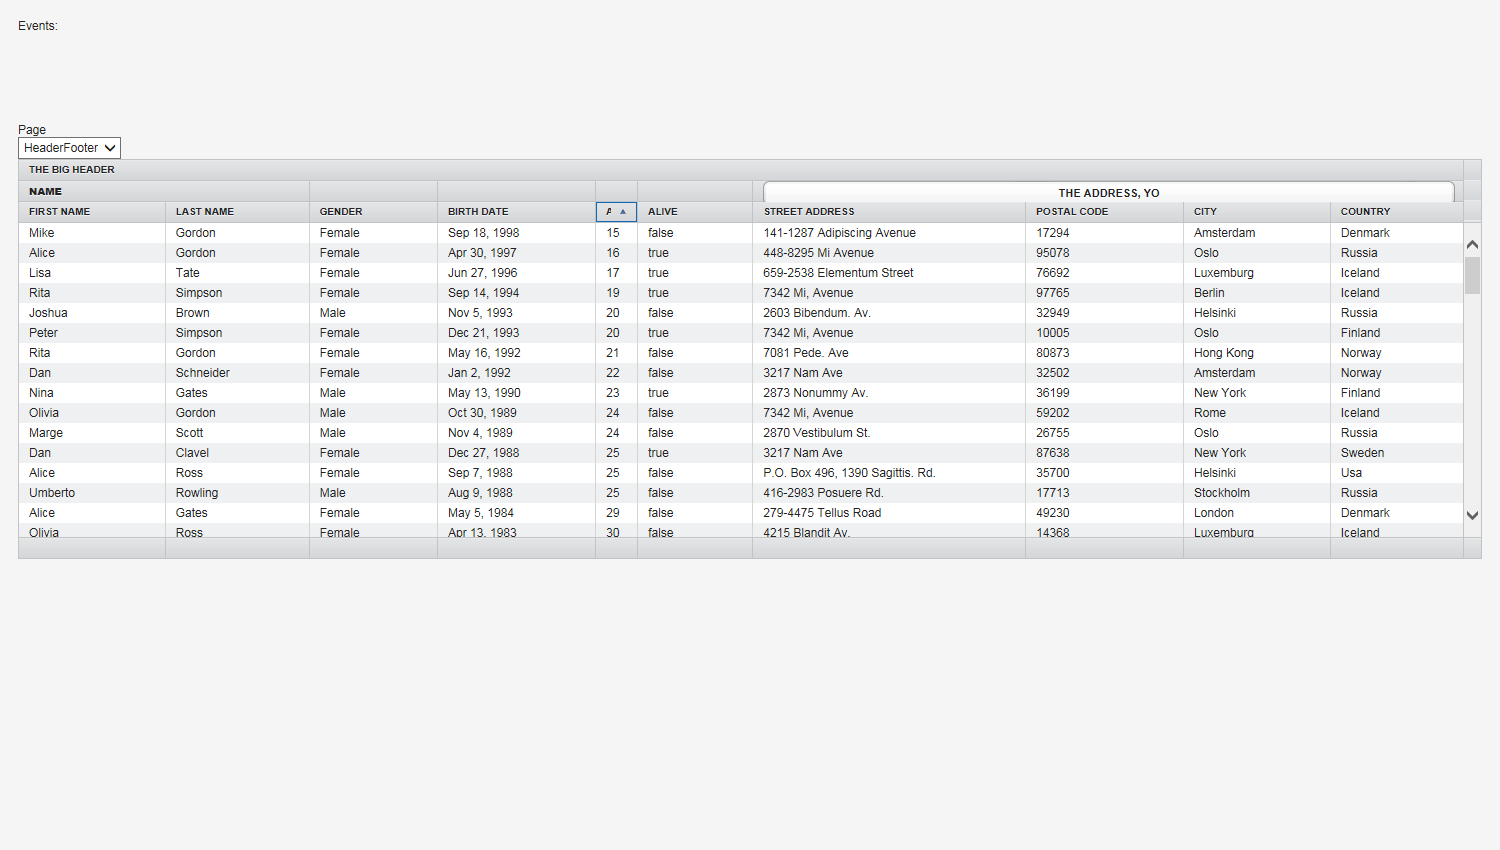 Events:
Page
HeaderFooter
THE BIG HEADER
NAME THE ADDRESS, YO
FIRST NAME LAST NAME GENDER BIRTH DATE ALIVE STREET ADDRESS POSTAL CODE CITY COUNTRY
Mike Gordon Female Sep 18, 1998 15 false 141-1287 Adipiscing Avenue 17294 Amsterdam Denmark
Alice Gordon Female Apr 30, 1997 16 true 448-8295 Mi Avenue 95078 Oslo Russia
Lisa Tate Female Jun 27, 1996 17 true 659-2538 Elementum Street 76692 Luxemburg Iceland
Rita Simpson Female Sep 14, 1994 19 true 7342 Mi, Avenue 97765 Berlin Iceland
Joshua Brown Male Nov 5, 1993 20 false 2603 Bibendum. Av. 32949 Helsinki Russia
Peter Simpson Female Dec 21, 1993 20 true 7342 Mi, Avenue 10005 Oslo Finland
Rita Gordon Female May 16, 1992 21 false 7081 Pede. Ave 80873 Hong Kong Norway
Dan Schneider Female Jan 2, 1992 22 false 3217 Nam Ave 32502 Amsterdam Norway
Nina Gates Male May 13, 1990 23 true 2873 Nonummy Av. 36199 New York Finland
Olivia Gordon Male Oct 30, 1989 24 false 7342 Mi, Avenue 59202 Rome Iceland
Marge Scott Male Nov 4, 1989 24 false 2870 Vestibulum St. 26755 Oslo Russia
Dan Clavel Female Dec 27, 1988 25 true 3217 Nam Ave 87638 New York Sweden
Alice Ross Female Sep 7, 1988 25 false P.O. Box 496, 1390 Sagittis. Rd. 35700 Helsinki Usa
Umberto Rowling Male Aug 9, 1988 25 false 416-2983 Posuere Rd. 17713 Stockholm Russia
Alice Gates Female May 5, 1984 29 false 279-4475 Tellus Road 49230 London Denmark
Olivia Ross Female Apr 13, 1983 30 false 4215 Blandit Av. 14368 Luxemburg Iceland